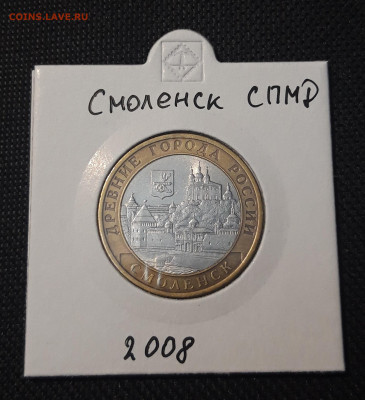 COINS.LAVE.RU
Смоленск СПМД
ДРЕВНИЕ ГОРОДА РОССИИ
СМОЛЕНСК
2008